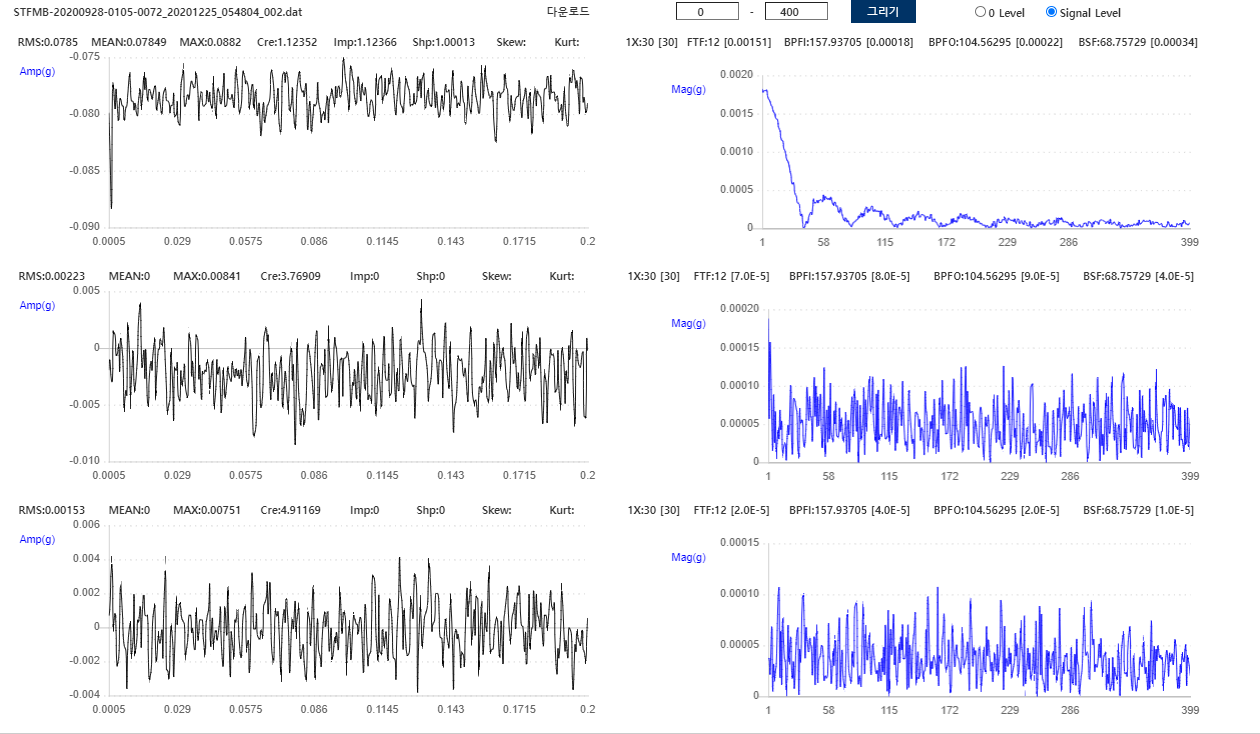 STFMB-20200928-0105-0072_20201225_054804_002.dat 다운로드 0 - 400 그리기 0 Level Signal Level
RMS:0.0785 MEAN:0.07849 MAX:0.0882 Cre:1.12352 Imp:1.12366 Shp:1.00013 Skew: Kurt:
Amp(g)
-0.075
-0.080
-0.085
-0.090
0.0005 0.029 0.0575 0.086 0.1145 0.143 0.1715 0.2
1X:30 [30] FTF:12 [0.00151] BPFI:157.93705 [0.00018] BPFO:104.56295 [0.00022] BSF:68.75729 [0.00034]
Mag(g)
0.0020
0.0015
0.0010
0.0005
0
1 58 115 172 229 286 399
RMS:0.00223 MEAN:0 MAX:0.00841 Cre:3.76909 Imp:0 Shp:0 Skew: Kurt:
Amp(g)
0.005
0
-0.005
-0.010
0.0005 0.029 0.0575 0.086 0.1145 0.143 0.1715 0.2
1X:30 [30] FTF:12 [7.0E-5] BPFI:157.93705 [8.0E-5] BPFO:104.56295 [9.0E-5] BSF:68.75729 [4.0E-5]
Mag(g)
0.00020
0.00015
0.00010
0.00005
0
1 58 115 172 229 286 399
RMS:0.00153 MEAN:0 MAX:0.00751 Cre:4.91169 Imp:0 Shp:0 Skew: Kurt:
Amp(g)
0.006
0.004
0.002
0
-0.002
-0.004
0.0005 0.029 0.0575 0.086 0.1145 0.143 0.1715 0.2
1X:30 [30] FTF:12 [2.0E-5] BPFI:157.93705 [4.0E-5] BPFO:104.56295 [2.0E-5] BSF:68.75729 [1.0E-5]
Mag(g)
0.00015
0.00010
0.00005
0
1 58 115 172 229 286 399